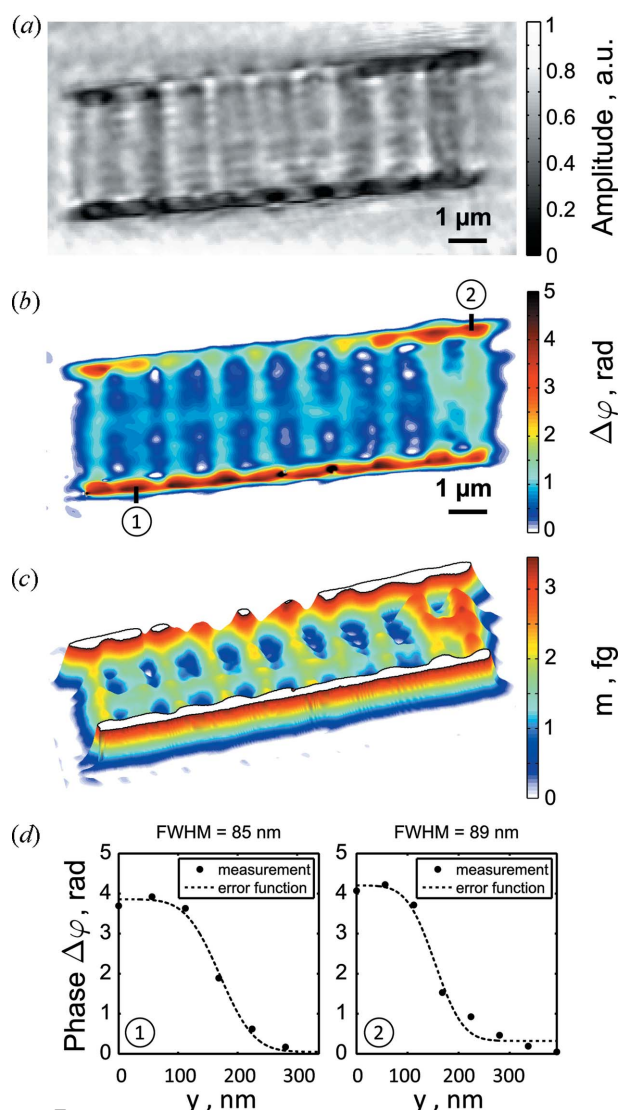 (a)
1
0.8
0.6
0.4
0.2
0
Amplitude , a.u.
1 µm
(b)
2
1
5
4
3
2
1
0
Δφ, rad
1 µm
(c)
3
2
1
0
m , fg
(d)
FWHM = 85 nm
FWHM = 89 nm
measurement
error function
measurement
error function
Phase Δφ, rad
5
4
3
2
1
0
5
4
3
2
1
0
1
2
0 100 200 300
0 100 200 300
y , nm
y , nm